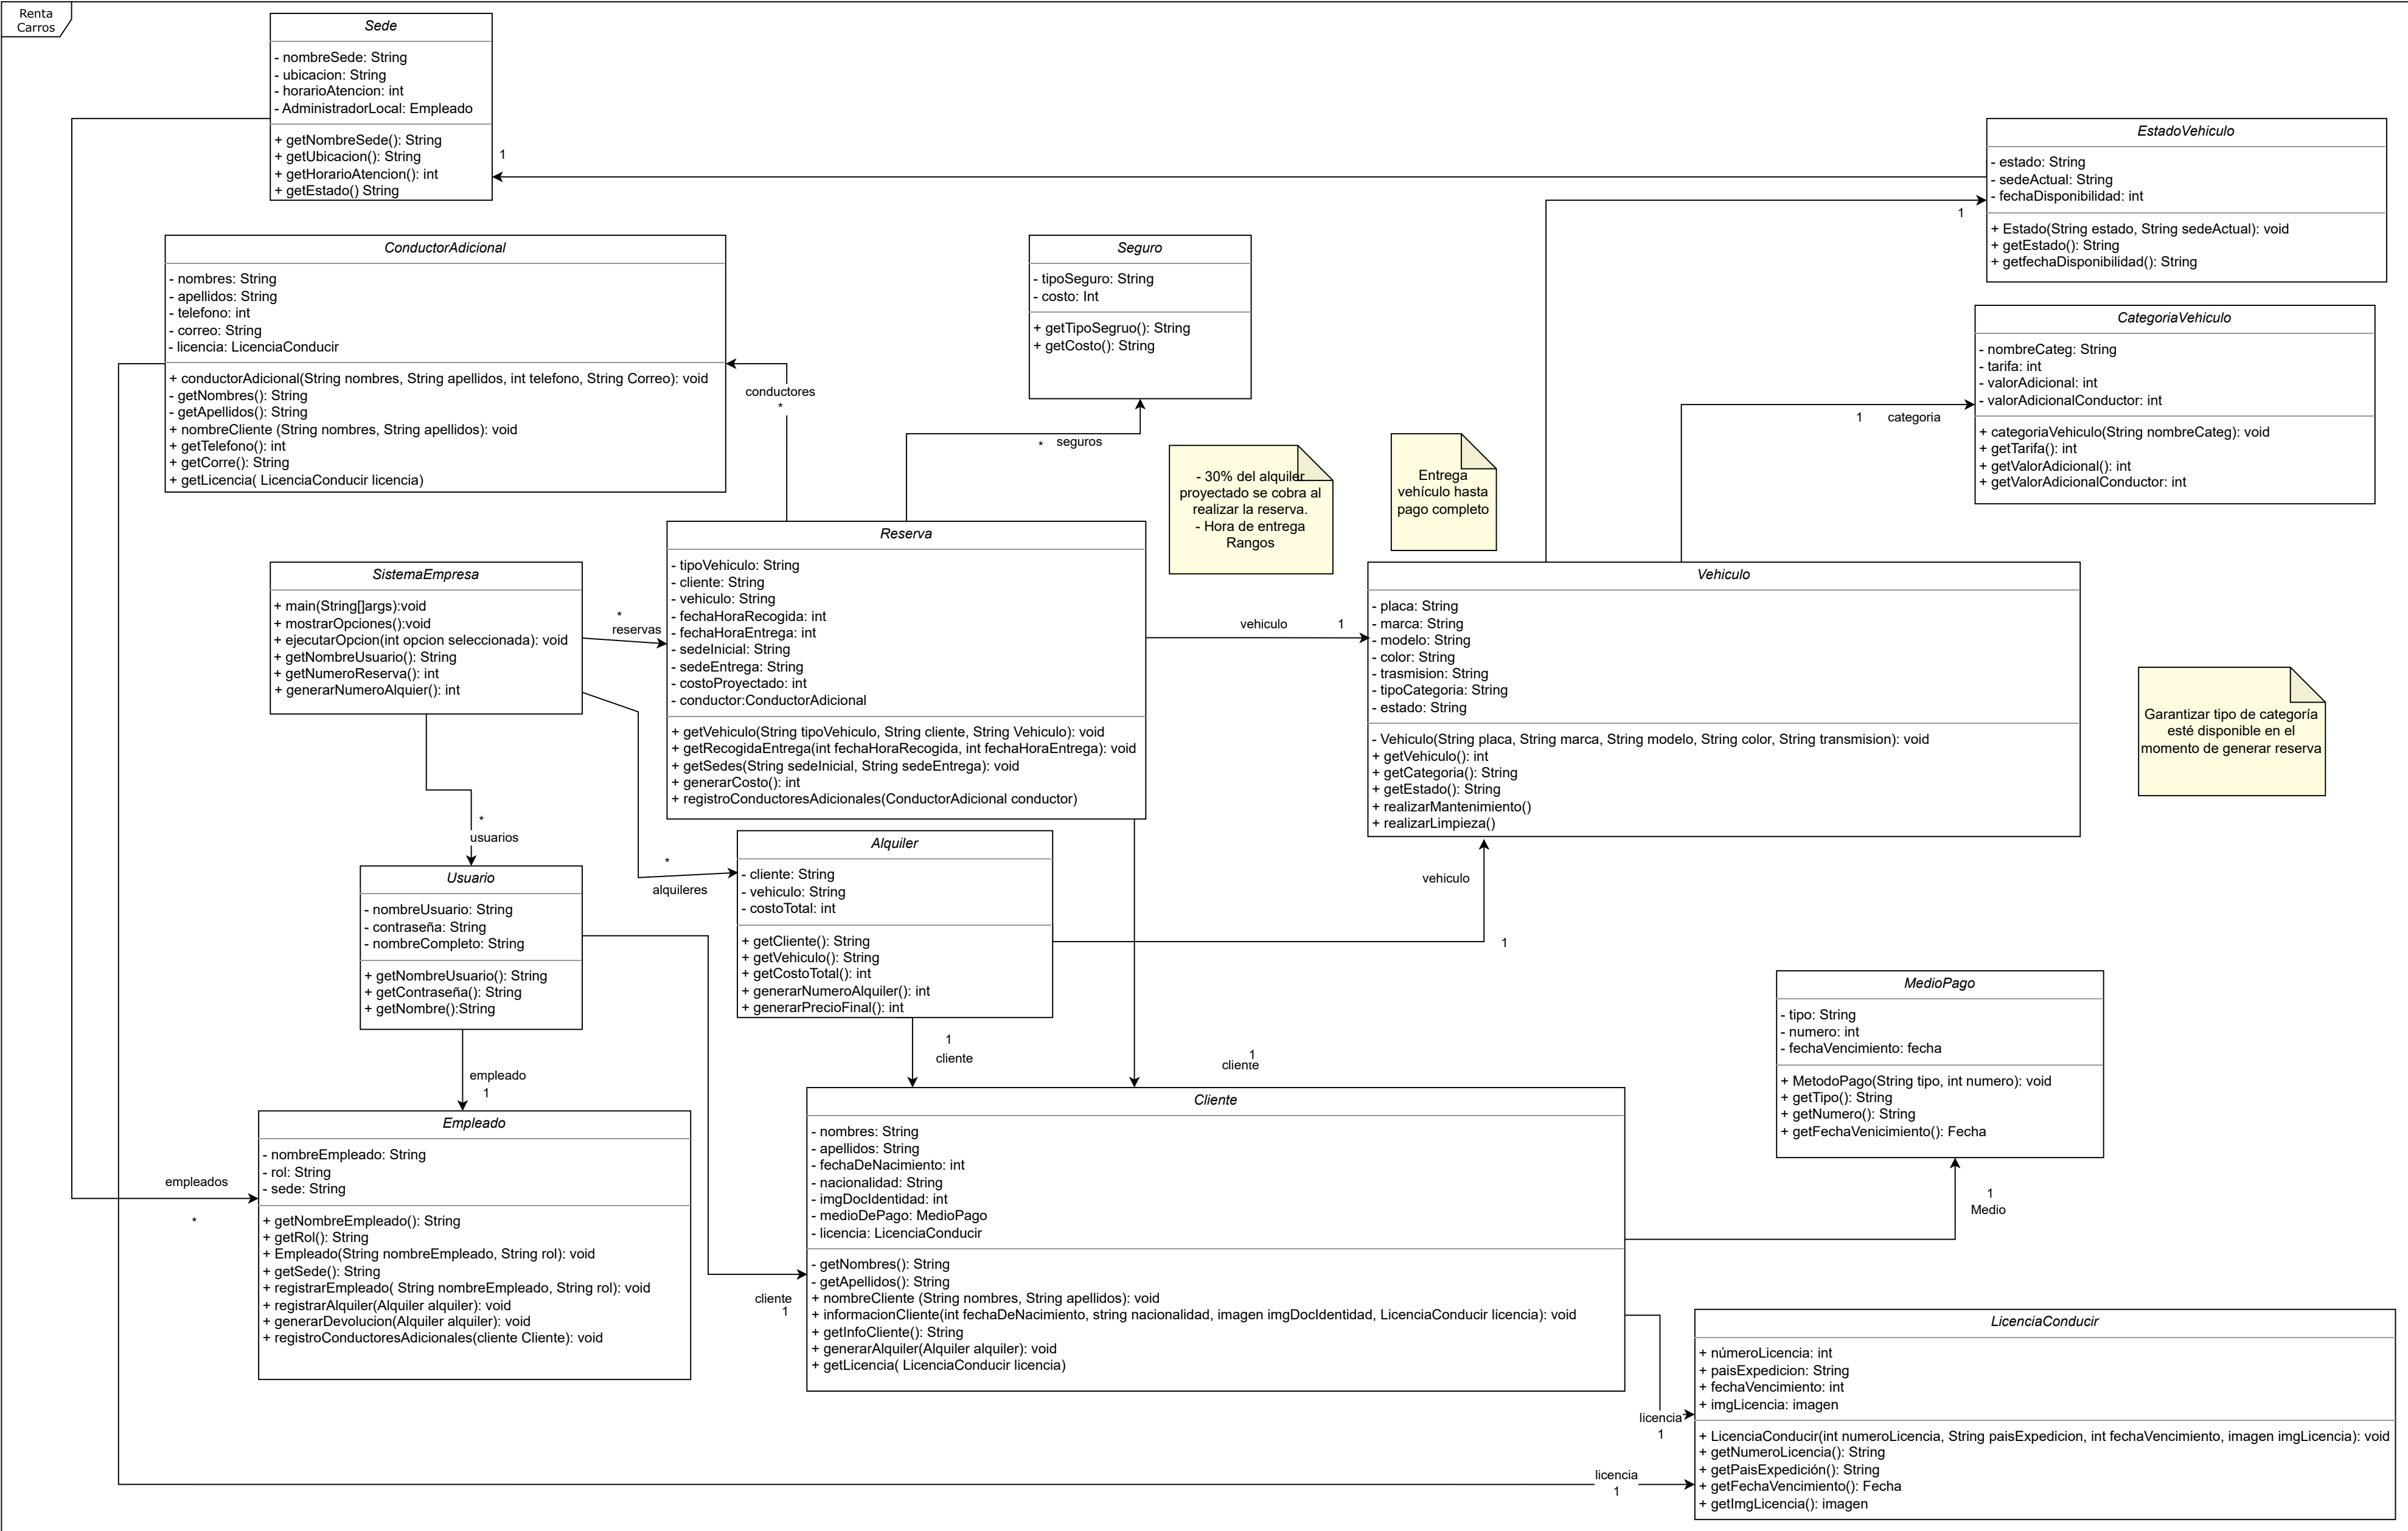 Renta
Carros
Sede
- nombreSede: String
- ubicacion: String
- horarioAtencion: int
- AdministradorLocal: Empleado
+ getNombreSede(): String
+ getUbicacion(): String
+ getHorarioAtencion(): int
+ getEstado() String
1
EstadoVehiculo
- estado: String
- sedeActual: String
- fechaDisponibilidad: int
+ Estado(String estado, String sedeActual): void
+ getEstado(): String
+ getfechaDisponibilidad(): String
1
ConductorAdicional
- nombres: String
- apellidos: String
- telefono: int
- correo: String
- licencia: LicenciaConducir
+ conductorAdicional(String nombres, String apellidos, int telefono, String Correo): void
- getNombres(): String
- getApellidos(): String
+ nombreCliente (String nombres, String apellidos): void
+ getTelefono(): int
+ getCorre(): String
+ getLicencia( LicenciaConducir licencia)
conductores
*
Seguro
- tipoSeguro: String
- costo: Int
+ getTipoSegruo(): String
+ getCosto(): String
* seguros
CategoriaVehiculo
- nombreCateg: String
- tarifa: int
- valorAdicional: int
- valorAdicionalConductor: int
+ categoriaVehiculo(String nombreCateg): void
+ getTarifa(): int
+ getValorAdicional(): int
+ getValorAdicionalConductor: int
1 categoria
- 30% del alquiler
proyectado se cobra al
realizar la reserva.
- Hora de entrega
Rangos
Entrega
vehículo hasta
pago completo
SistemaEmpresa
+ main(String[]args):void
+ mostrarOpciones():void
+ ejecutarOpcion(int opcion seleccionada): void
+ getNombreUsuario(): String
+ getNumeroReserva(): int
+ generarNumeroAlquier(): int
*
reservas
Reserva
- tipoVehiculo: String
- cliente: String
- vehiculo: String
- fechaHoraRecogida: int
- fechaHoraEntrega: int
- sedeInicial: String
- sedeEntrega: String
- costoProyectado: int
- conductor:ConductorAdicional
+ getVehiculo(String tipoVehiculo, String cliente, String Vehiculo): void
+ getRecogidaEntrega(int fechaHoraRecogida, int fechaHoraEntrega): void
+ getSedes(String sedeInicial, String sedeEntrega): void
+ generarCosto(): int
+ registroConductoresAdicionales(ConductorAdicional conductor)
vehiculo 1
Vehiculo
- placa: String
- marca: String
- modelo: String
- color: String
- trasmision: String
- tipoCategoria: String
- estado: String
- Vehiculo(String placa, String marca, String modelo, String color, String transmision): void
+ getVehiculo(): int
+ getCategoria(): String
+ getEstado(): String
+ realizarMantenimiento()
+ realizarLimpieza()
Garantizar tipo de categoría
esté disponible en el
momento de generar reserva
*
usuarios
*
alquileres
Alquiler
- cliente: String
- vehiculo: String
- costoTotal: int
+ getCliente(): String
+ getVehiculo(): String
+ getCostoTotal(): int
+ generarNumeroAlquiler(): int
+ generarPrecioFinal(): int
vehiculo
1
Usuario
- nombreUsuario: String
- contraseña: String
- nombreCompleto: String
+ getNombreUsuario(): String
+ getContraseña(): String
+ getNombre():String
empleado
1
1
cliente
1
cliente
MedioPago
- tipo: String
- numero: int
- fechaVencimiento: fecha
+ MetodoPago(String tipo, int numero): void
+ getTipo(): String
+ getNumero(): String
+ getFechaVenicimiento(): Fecha
1
Medio
Empleado
- nombreEmpleado: String
- rol: String
- sede: String
+ getNombreEmpleado(): String
+ getRol(): String
+ Empleado(String nombreEmpleado, String rol): void
+ getSede(): String
+ registrarEmpleado( String nombreEmpleado, String rol): void
+ registrarAlquiler(Alquiler alquiler): void
+ generarDevolucion(Alquiler alquiler): void
+ registroConductoresAdicionales(cliente Cliente): void
empleados
*
Cliente
- nombres: String
- apellidos: String
- fechaDeNacimiento: int
- nacionalidad: String
- imgDocIdentidad: int
- medioDePago: MedioPago
- licencia: LicenciaConducir
- getNombres(): String
- getApellidos(): String
+ nombreCliente (String nombres, String apellidos): void
+ informacionCliente(int fechaDeNacimiento, string nacionalidad, imagen imgDocIdentidad, LicenciaConducir licencia): void
+ getInfoCliente(): String
+ generarAlquiler(Alquiler alquiler): void
+ getLicencia( LicenciaConducir licencia)
cliente
1
LicenciaConducir
+ númeroLicencia: int
+ paisExpedicion: String
+ fechaVencimiento: int
+ imgLicencia: imagen
+ LicenciaConducir(int numeroLicencia, String paisExpedicion, int fechaVencimiento, imagen imgLicencia): void
+ getNumeroLicencia(): String
+ getPaisExpedición(): String
+ getFechaVencimiento(): Fecha
+ getImgLicencia(): imagen
licencia
1
licencia
1